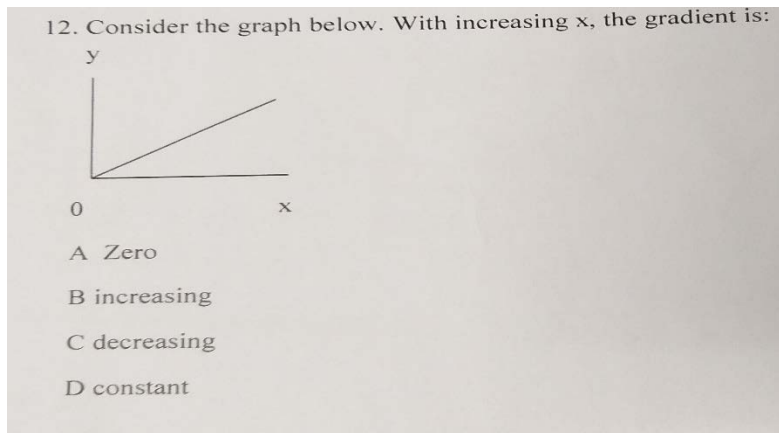 12. Consider the graph below. With increasing x, the gradient is:
y
0 x
A Zero
B increasing
C decreasing
D constant